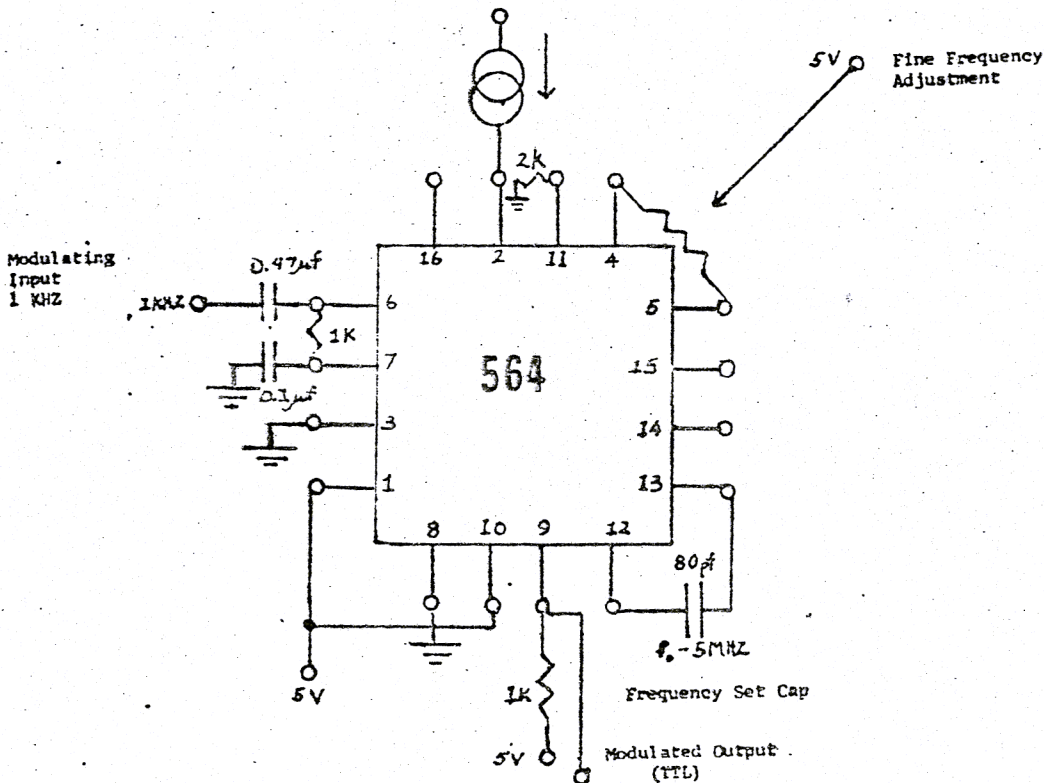 5V
Fine Frequency
Adjustment
2k
16
2
11
4
Modulating
Input
1 KHZ
0.47µf
1KHZ
6
5
1K
7
564
15
0.1µf
3
14
1
13
8
10
9
12
80pf
f₀-5MHZ
5V
1K
Frequency Set Cap
5V
Modulated Output
(TTL)